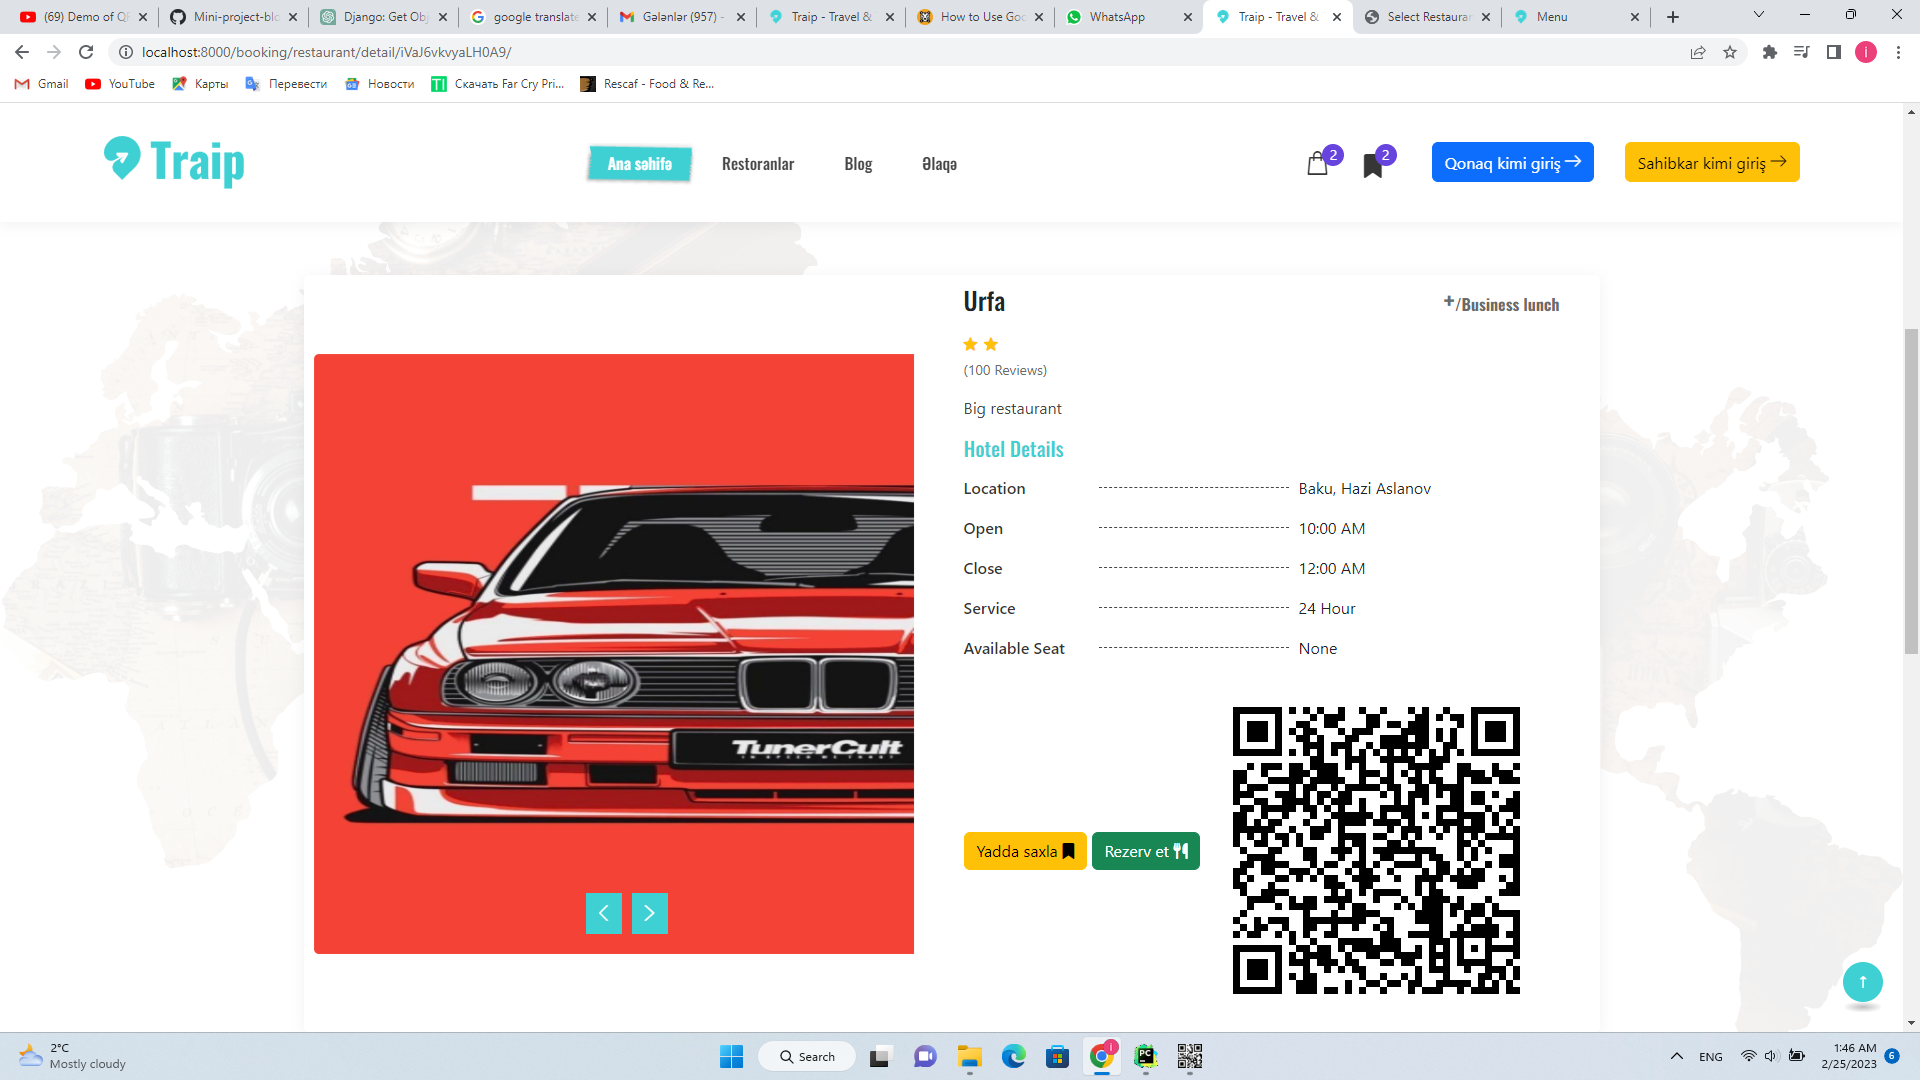 (69) Demo of QF
Mini-project-blo
Django: Get Obj
google translate
Gələnlər (957) -
Traip - Travel &
How to Use Goo
WhatsApp
Traip - Travel &
Select Restaurar
Menu
localhost:8000/booking/restaurant/detail/iVaJ6vkvyaLH0A9/
i
Gmail
YouTube
Карты
Перевести
Новости
Скачать Far Cry Pri...
Rescaf - Food & Re...
Traip
Ana səhifə
Restoranlar
Blog
Əlaqə
2
2
Qonaq kimi giriş
Sahibkar kimi giriş
Urfa
+/Business lunch
(100 Reviews)
Big restaurant
Hotel Details
Location Baku, Hazi Aslanov
Open 10:00 AM
Close 12:00 AM
Service 24 Hour
Available Seat None
TunerCult
Yadda saxla
Rezerv et
2°C
Mostly cloudy
Search
ENG
1:46 AM
2/25/2023
6